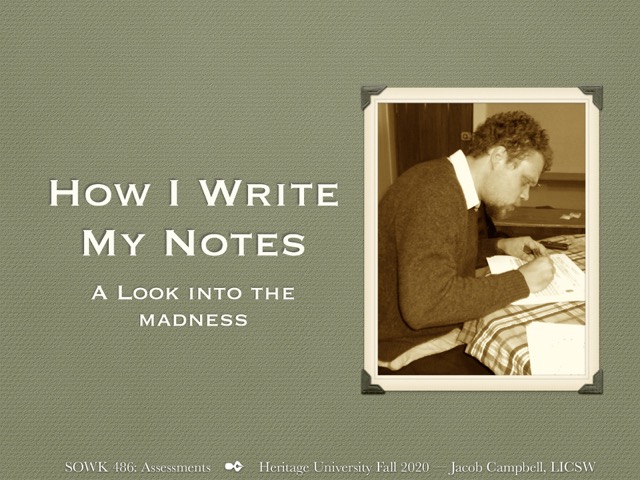 How I Write
My Notes
A Look into the
madness
SOWK 486: Assessments ✒ Heritage University Fall 2020 — Jacob Campbell, LICSW